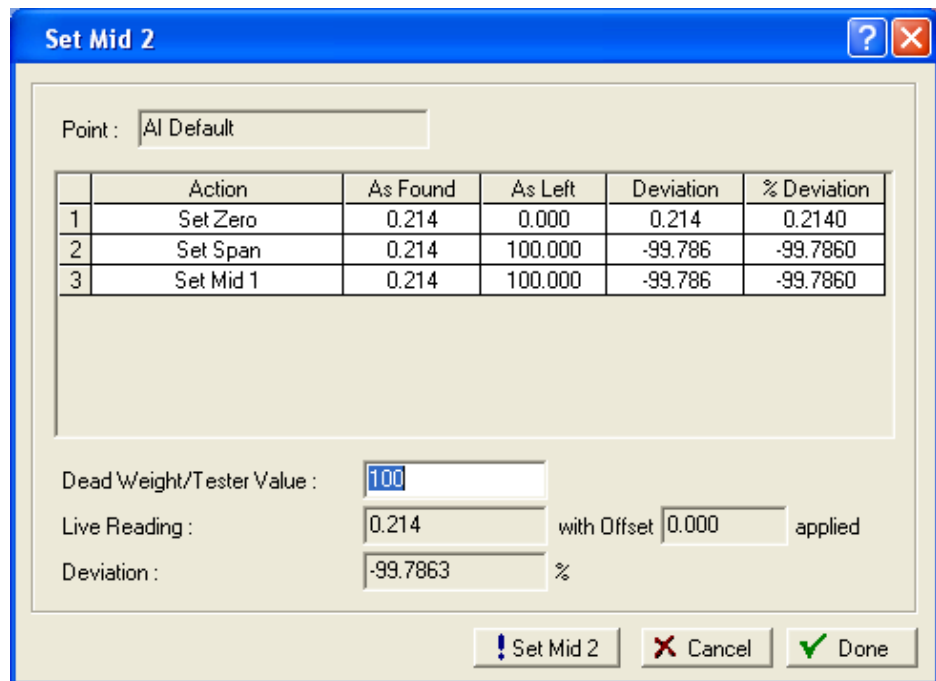 Set Mid 2
Point : AI Default
Action As Found As Left Deviation % Deviation
1 Set Zero 0.214 0.000 0.214 0.2140
2 Set Span 0.214 100.000 -99.786 -99.7860
3 Set Mid 1 0.214 100.000 -99.786 -99.7860
Dead Weight/Tester Value : 100
Live Reading : 0.214 with Offset 0.000 applied
Deviation : -99.7863 %
! Set Mid 2 Cancel Done